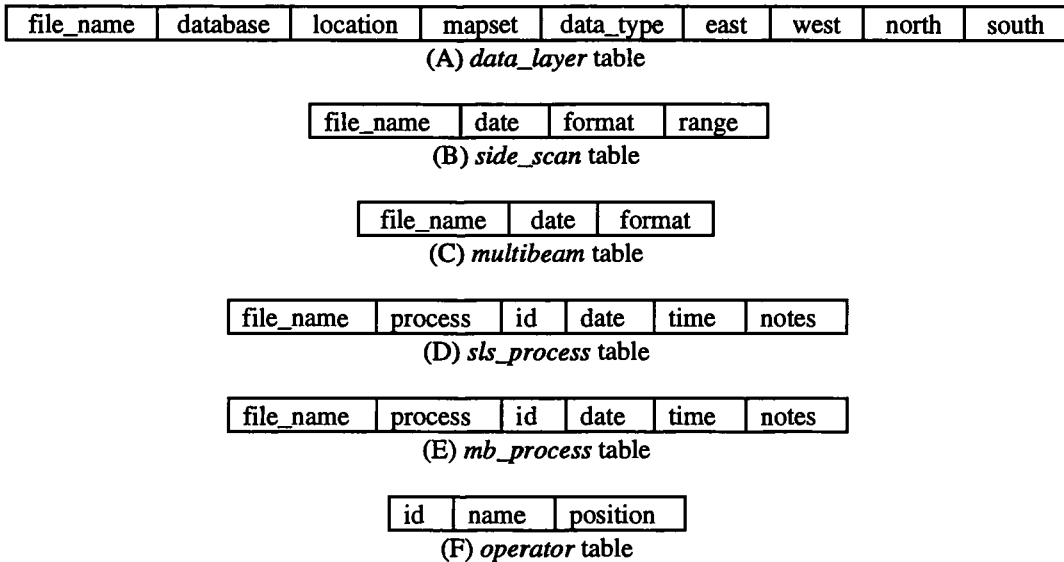 file_name database location mapset data_type east west north south
(A) data_layer table
file_name date format range
(B) side_scan table
file_name date format
(C) multibeam table
file_name process id date time notes
(D) sls_process table
file_name process id date time notes
(E) mb_process table
id name position
(F) operator table